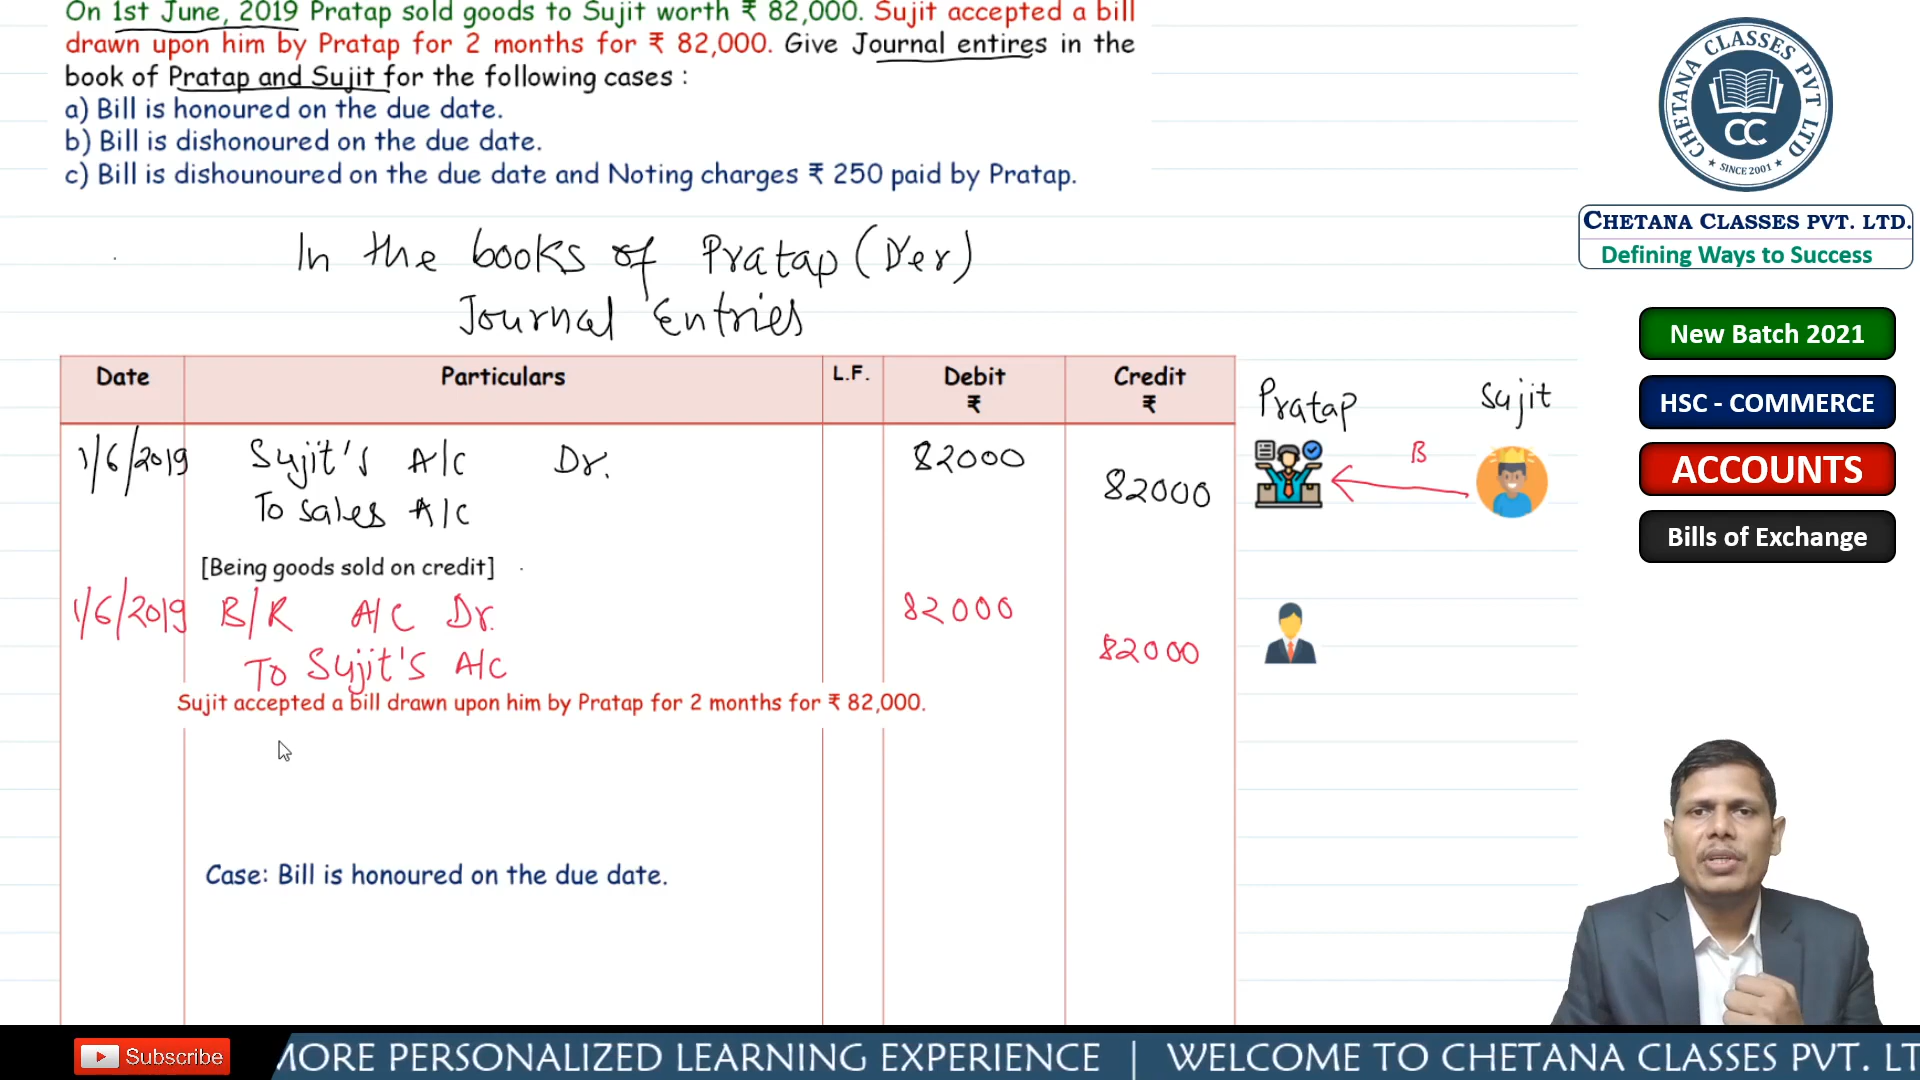 On 1st June, 2019 Pratap sold goods to Sujit worth ₹ 82,000. Sujit accepted a bill
drawn upon him by Pratap for 2 months for ₹ 82,000. Give Journal entires in the
book of Pratap and Sujit for the following cases :
a) Bill is honoured on the due date.
b) Bill is dishonoured on the due date.
c) Bill is dishounoured on the due date and Noting charges ₹ 250 paid by Pratap.
In the books of Pratap (Der)
Journal Entries
Date Particulars L.F. Debit ₹ Credit ₹
1/6/2019 Sujit's A/c Dr. 82000
To Sales A/c 82000
[Being goods sold on credit]
1/6/2019 B/R A/C Dr. 82000
To Sujit's A/c 82000
Sujit accepted a bill drawn upon him by Pratap for 2 months for ₹ 82,000.
Case: Bill is honoured on the due date.
Pratap Sujit
B
CHETANA CLASSES PVT LTD
CC
SINCE 2001
CHETANA CLASSES PVT. LTD.
Defining Ways to Success
New Batch 2021
HSC - COMMERCE
ACCOUNTS
Bills of Exchange
Subscribe
MORE PERSONALIZED LEARNING EXPERIENCE | WELCOME TO CHETANA CLASSES PVT. LT